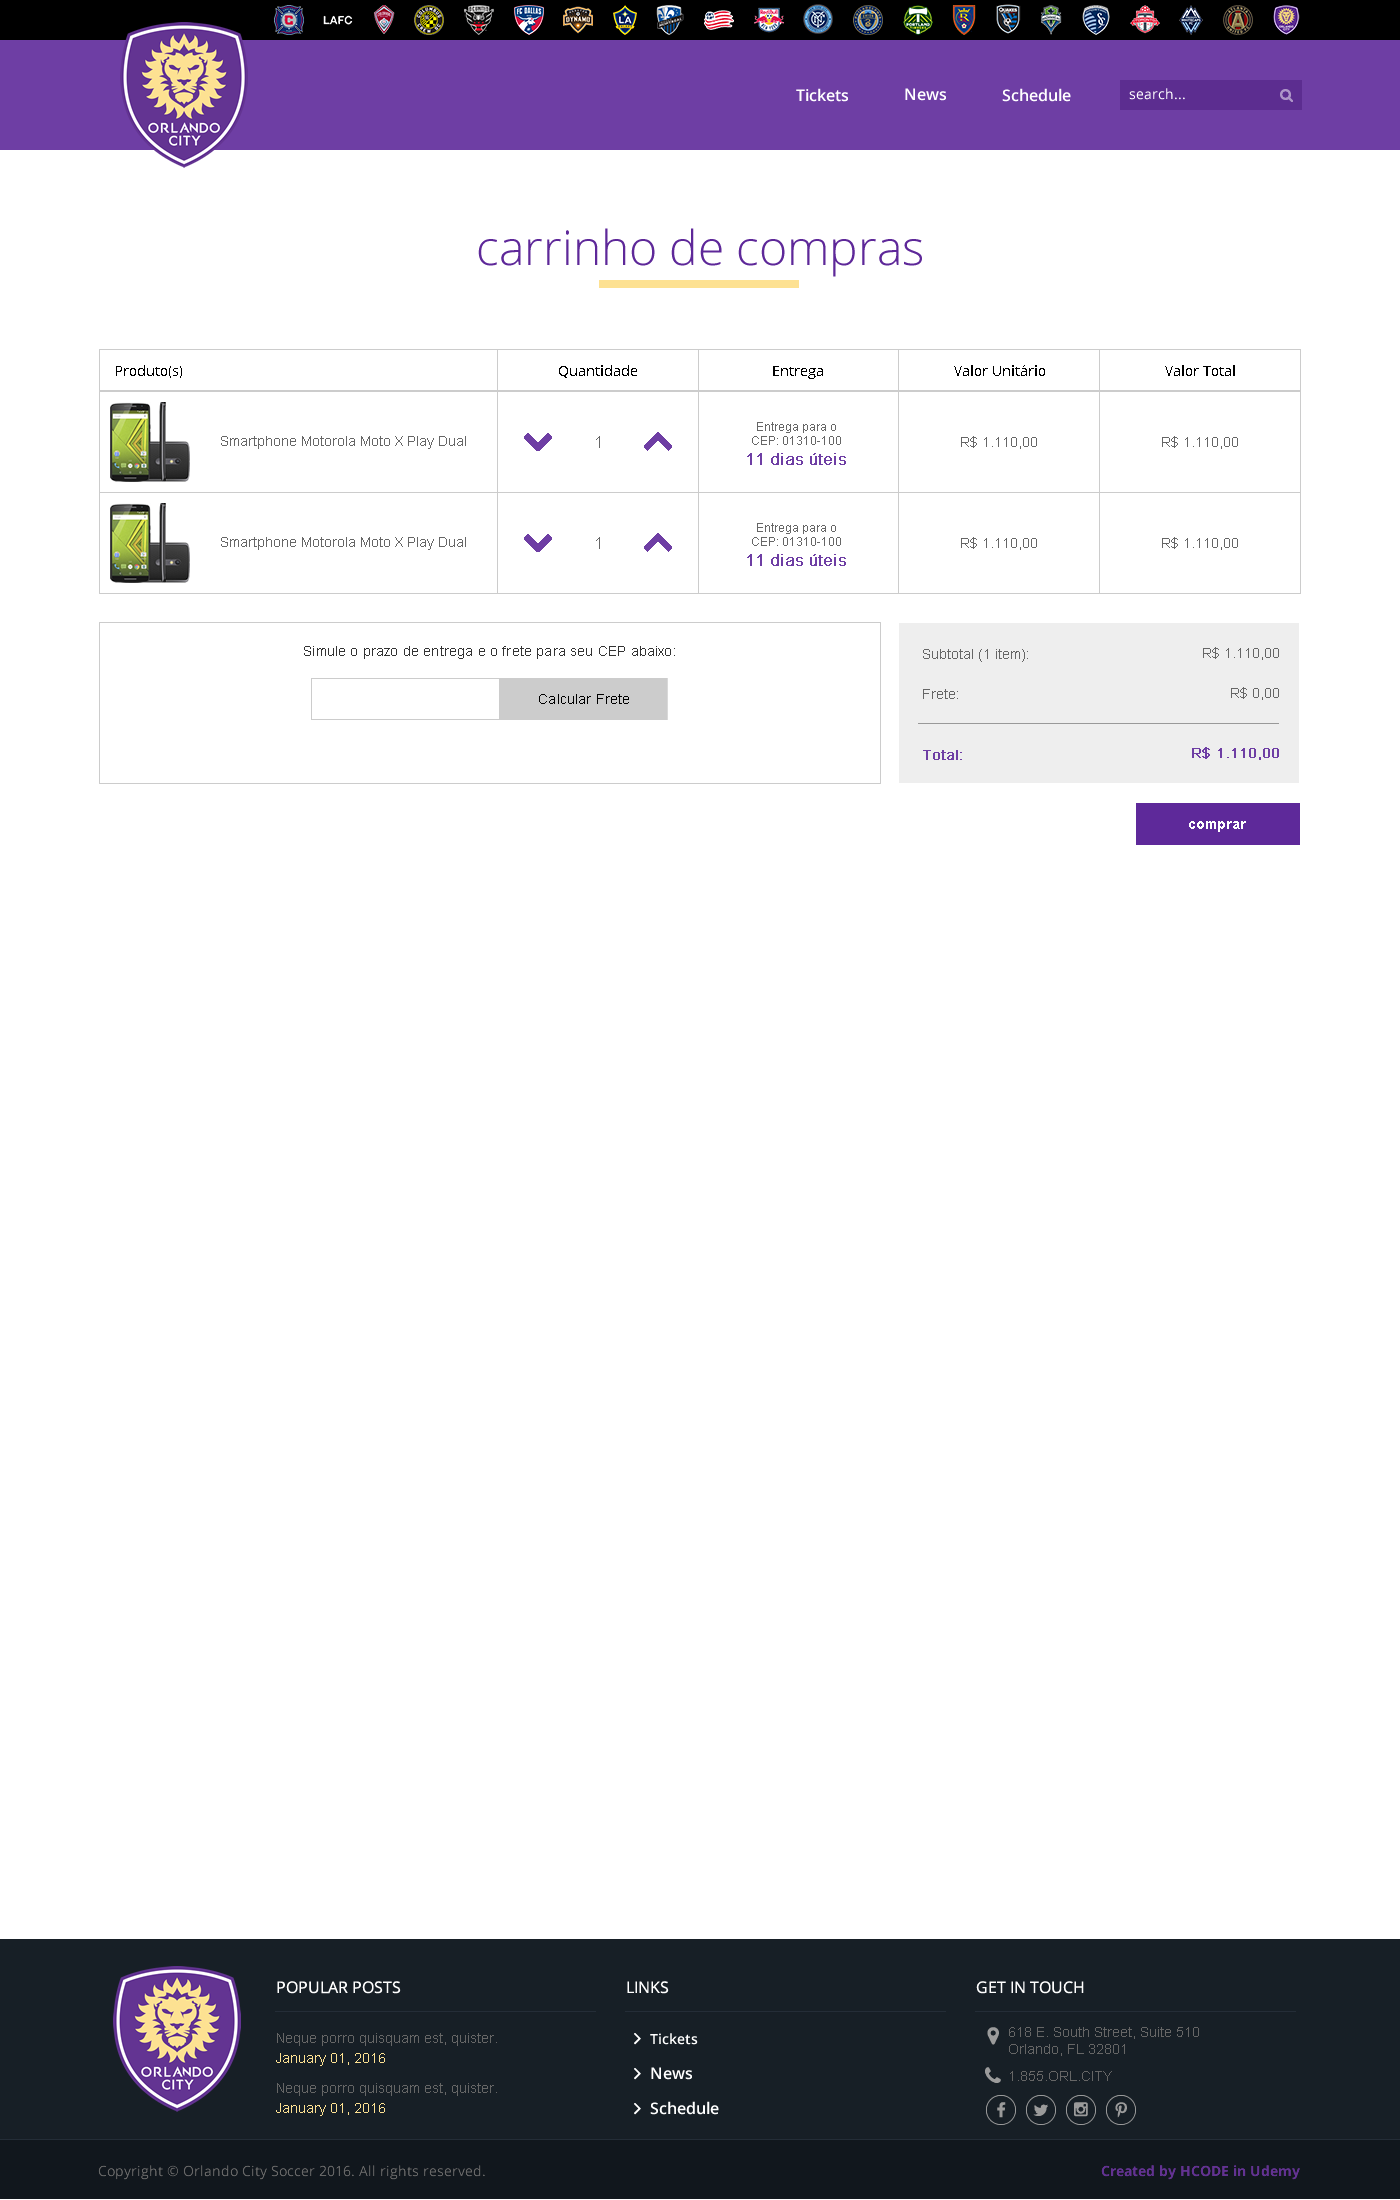 LAFC
FC DALLAS
DYNAMO
LA
QUAKES
PORTLAND
ORLANDO
CITY
Tickets
News
Schedule
search...
carrinho de compras
Produto(s)
Quantidade
Entrega
Valor Unitário
Valor Total
Smartphone Motorola Moto X Play Dual
1
Entrega para o
CEP: 01310-100
11 dias úteis
R$ 1.110,00
R$ 1.110,00
Smartphone Motorola Moto X Play Dual
1
Entrega para o
CEP: 01310-100
11 dias úteis
R$ 1.110,00
R$ 1.110,00
Simule o prazo de entrega e o frete para seu CEP abaixo:
Calcular Frete
Subtotal (1 item):
R$ 1.110,00
Frete:
R$ 0,00
Total:
R$ 1.110,00
comprar
ORLANDO
CITY
POPULAR POSTS
Neque porro quisquam est, quister.
January 01, 2016
Neque porro quisquam est, quister.
January 01, 2016
LINKS
Tickets
News
Schedule
GET IN TOUCH
618 E. South Street, Suite 510
Orlando, FL 32801
1.855.ORL.CITY
Copyright © Orlando City Soccer 2016. All rights reserved.
Created by HCODE in Udemy